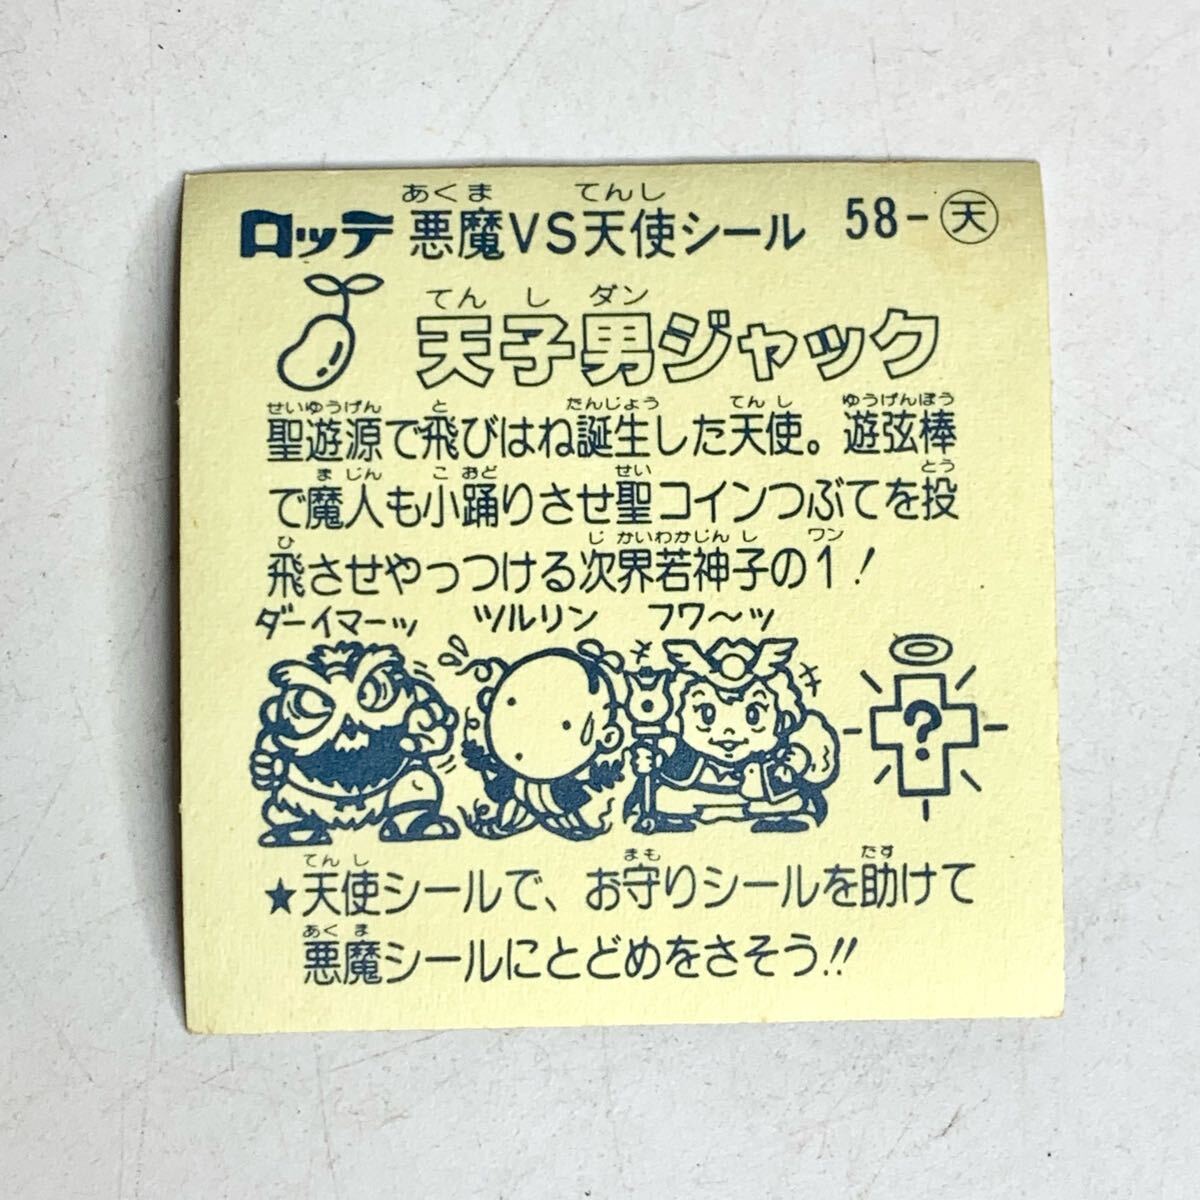 ロッテ 悪魔VS天使シール 58-天
あくま てんし
天子男ジャック
てん し ダン
聖遊源で飛びはね誕生した天使。遊弦棒
せいゆうげん と たんじょう てんし ゆうげんぼう
で魔人も小踊りさせ聖コインつぶてを投
まじん こ おど せい とう
飛させやっつける次界若神子の1!
ひ じかいわかじんし ワン
ダーイマーッ ツルリン フワ〜ッ
?
★天使シールで、お守りシールを助けて
てんし まも たす
悪魔シールにとどめをさそう!!
あくま